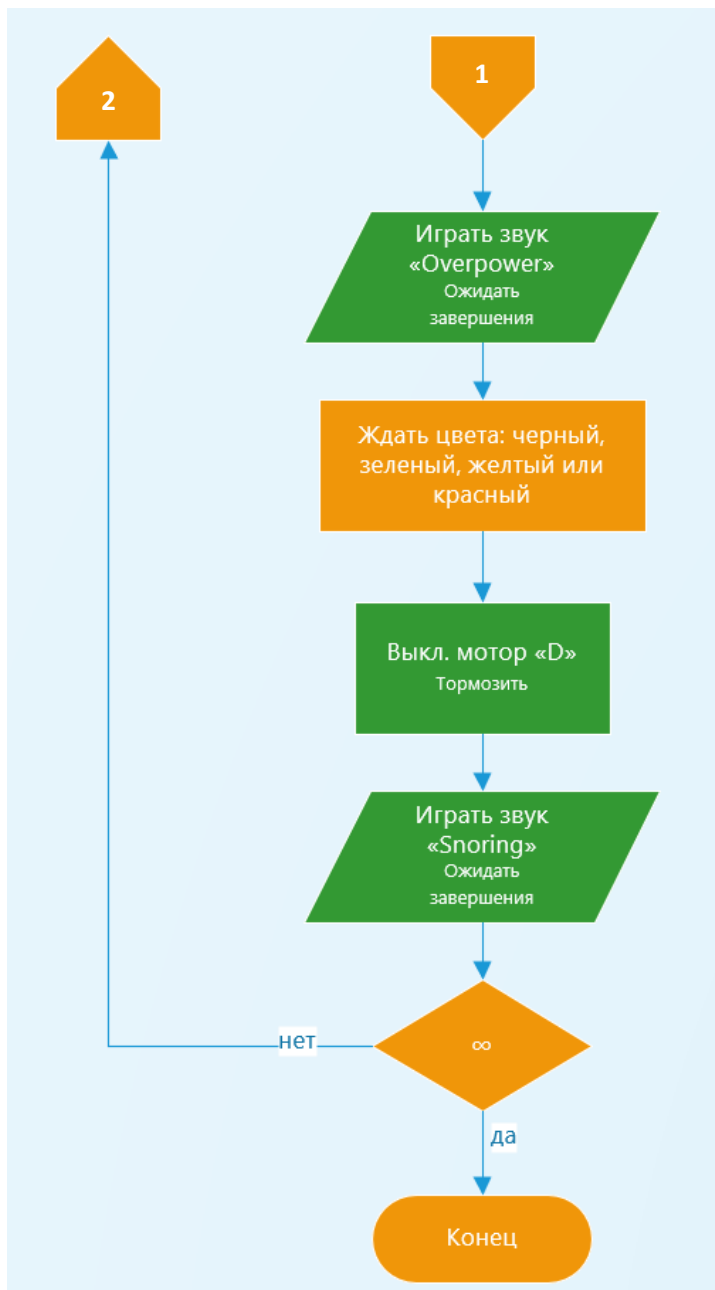 2
1
Играть звук
«Overpower»
Ожидать
завершения
Ждать цвета: черный,
зеленый, желтый или
красный
Выкл. мотор «D»
Тормозить
Играть звук
«Snoring»
Ожидать
завершения
нет
∞
да
Конец